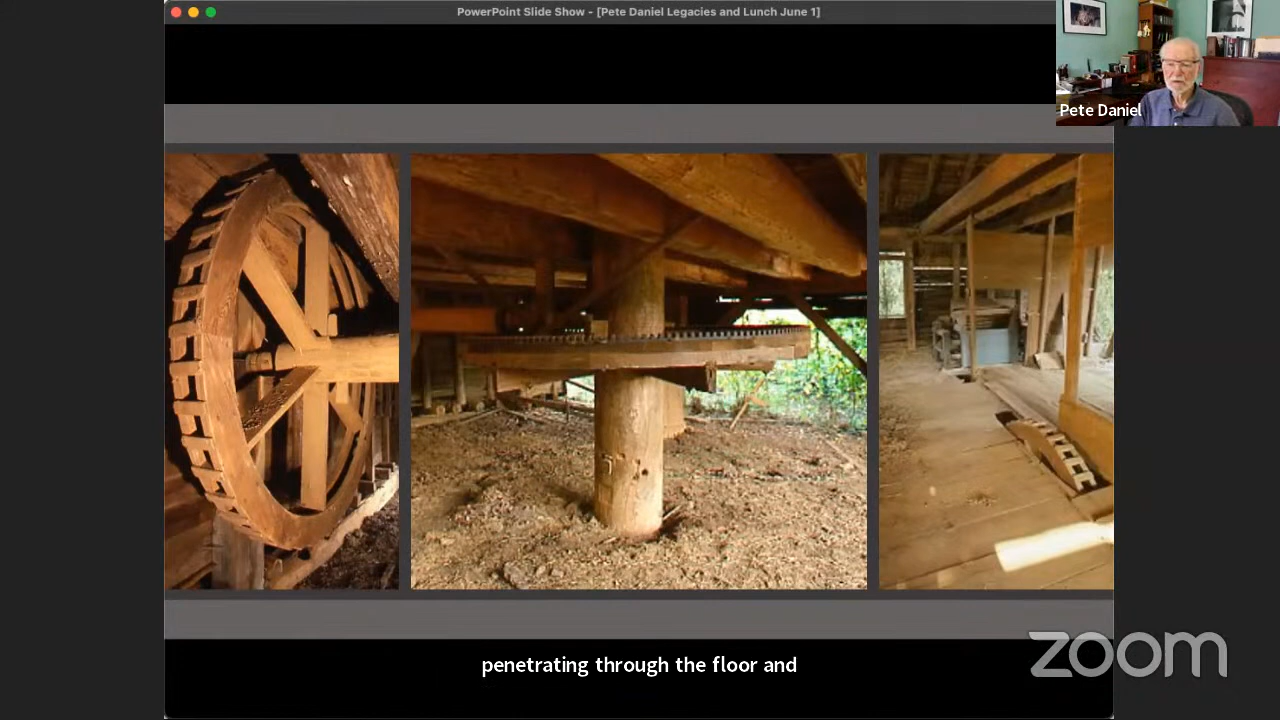 PowerPoint Slide Show - [Pete Daniel Legacies and Lunch June 1]
Pete Daniel
penetrating through the floor and
zoom